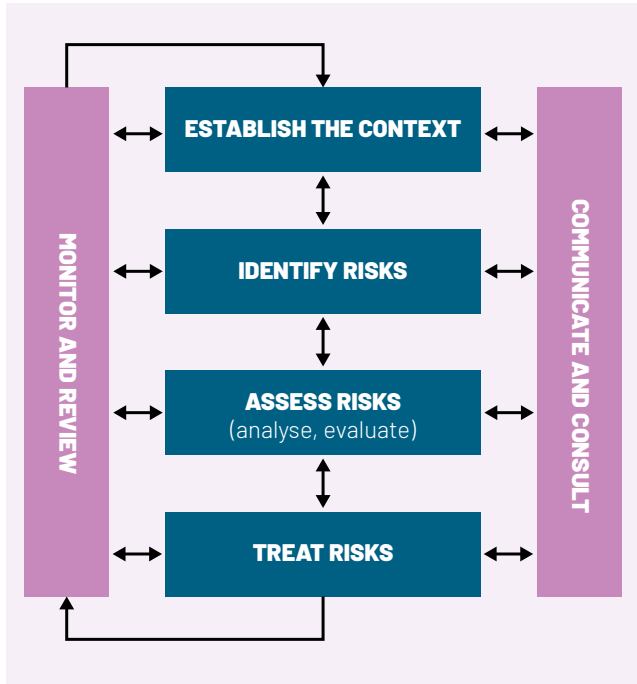 ESTABLISH THE CONTEXT
IDENTIFY RISKS
ASSESS RISKS
(analyse, evaluate)
TREAT RISKS
MONITOR AND REVIEW
COMMUNICATE AND CONSULT